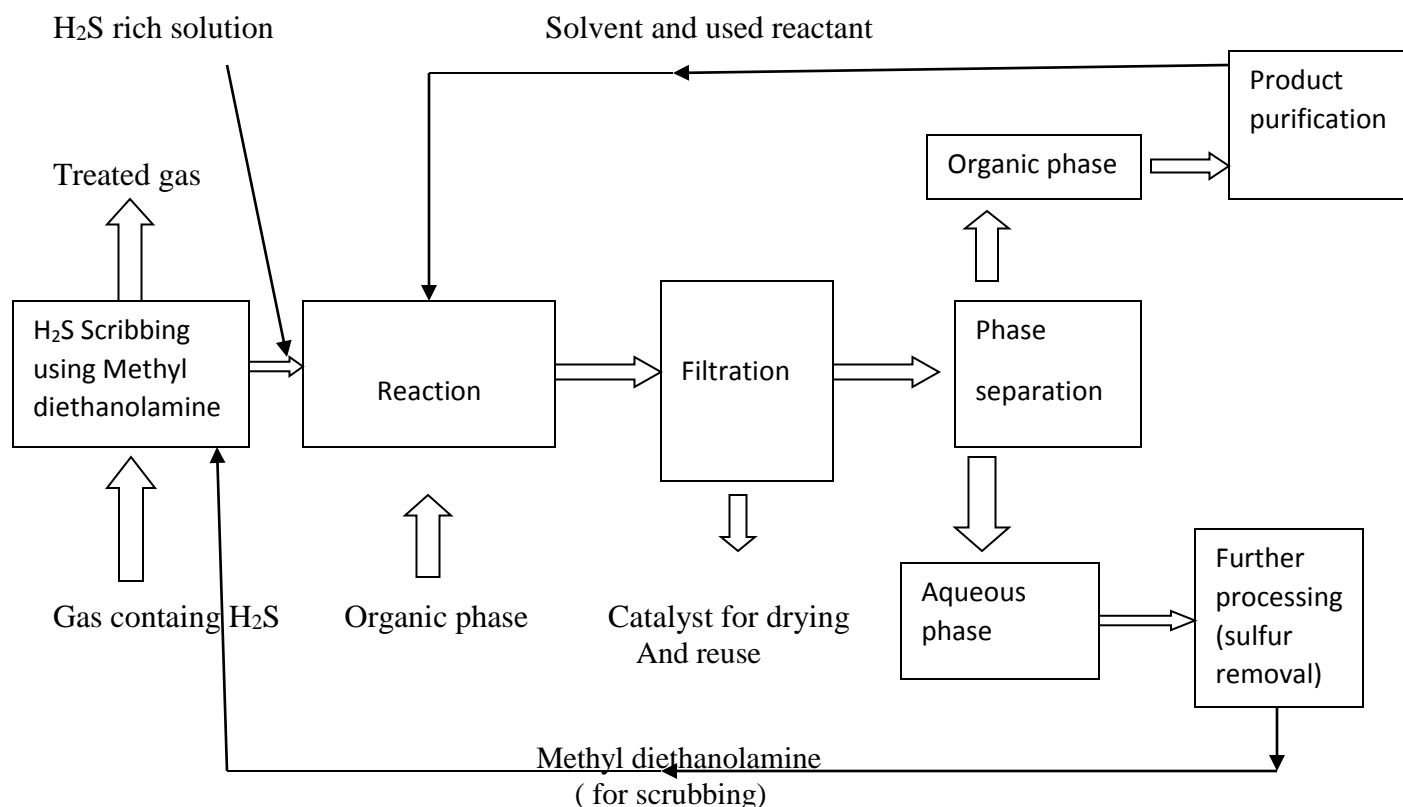 H₂S rich solution
Solvent and used reactant
Product
purification
Organic phase
Treated gas
H₂S Scribbing
using Methyl
diethanolamine
Reaction
Filtration
Phase
separation
Gas containg H₂S
Organic phase
Catalyst for drying
And reuse
Aqueous
phase
Further
processing
(sulfur
removal)
Methyl diethanolamine
( for scrubbing)